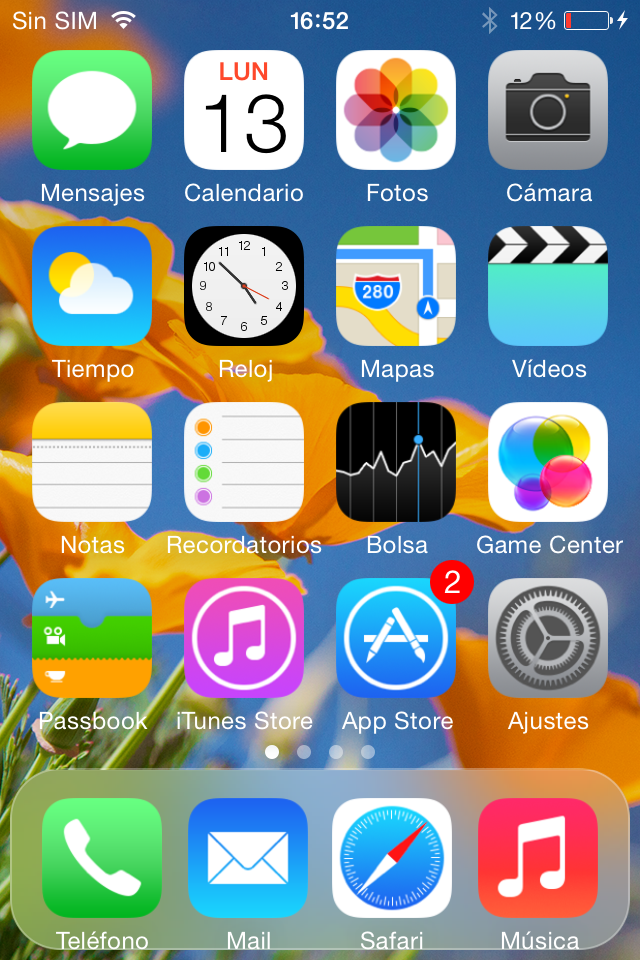 Sin SIM 16:52 12%
LUN
13
Mensajes Calendario Fotos Cámara
12
11 1
10 2
9 3
8 4
7 5
6
280
Tiempo Reloj Mapas Vídeos
Notas Recordatorios Bolsa Game Center
2
Passbook iTunes Store App Store Ajustes
Teléfono Mail Safari Música